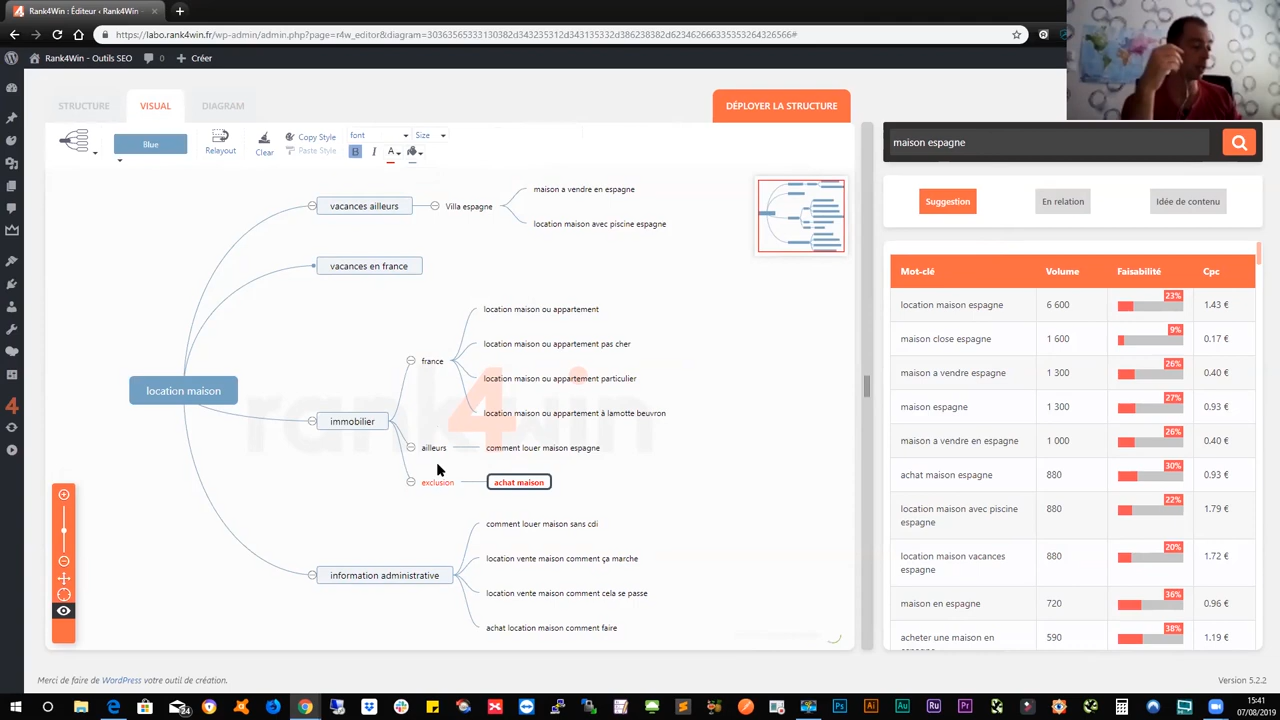 Rank4Win : Éditeur ‹ Rank4Win -
https://labo.rank4win.fr/wp-admin/admin.php?page=r4w_editor&diagram=30363565333130382d343235312d343135332d386238382d623462666335353264326566#
Rank4Win - Outils SEO
0
Créer
STRUCTURE
VISUAL
DIAGRAM
DÉPLOYER LA STRUCTURE
Blue
Relayout
Clear
Copy Style
Paste Style
font
Size
B
I
A
vacances ailleurs
Villa espagne
maison a vendre en espagne
location maison avec piscine espagne
vacances en france
location maison
immobilier
france
location maison ou appartement
location maison ou appartement pas cher
location maison ou appartement particulier
location maison ou appartement à lamotte beuvron
ailleurs
comment louer maison espagne
exclusion
achat maison
information administrative
comment louer maison sans cdi
location vente maison comment ça marche
location vente maison comment cela se passe
achat location maison comment faire
rank4win
maison espagne
Suggestion
En relation
Idée de contenu
Mot-clé Volume Faisabilité Cpc
location maison espagne 6 600 23% 1.43 €
maison close espagne 1 600 9% 0.17 €
maison a vendre espagne 1 300 26% 0.40 €
maison espagne 1 300 27% 0.93 €
maison a vendre en espagne 1 000 26% 0.40 €
achat maison espagne 880 30% 0.93 €
location maison avec piscine 880 22% 1.79 €
espagne
location maison vacances 880 20% 1.72 €
espagne
maison en espagne 720 36% 0.96 €
acheter une maison en 590 38% 1.19 €
Merci de faire de WordPress votre outil de création.
Version 5.2.2
24
Ps
Ai
Au
Ru
Pr
15:41
07/08/2019